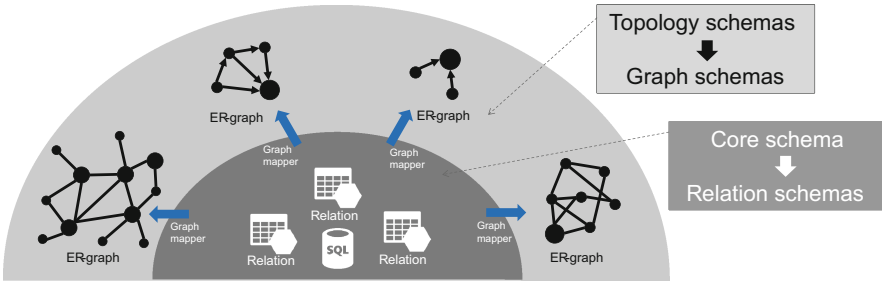 Topology schemas
Graph schemas
ER-graph
ER-graph
Graph
mapper
Graph
mapper
Core schema
Relation schemas
Relation
Graph
mapper
Relation
SQL
Relation
Graph
mapper
ER-graph
ER-graph